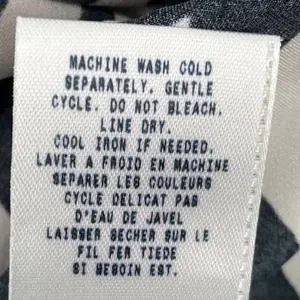 MACHINE WASH COLD
SEPARATELY. GENTLE
CYCLE. DO NOT BLEACH.
LINE DRY.
COOL IRON IF NEEDED.
LAVER A FROID EN MACHINE
SEPARER LES COULEURS
CYCLE DELICAT PAS
D'EAU DE JAVEL
LAISSER SECHER SUR LE
FIL FER TIEDE
SI BESOIN EST.